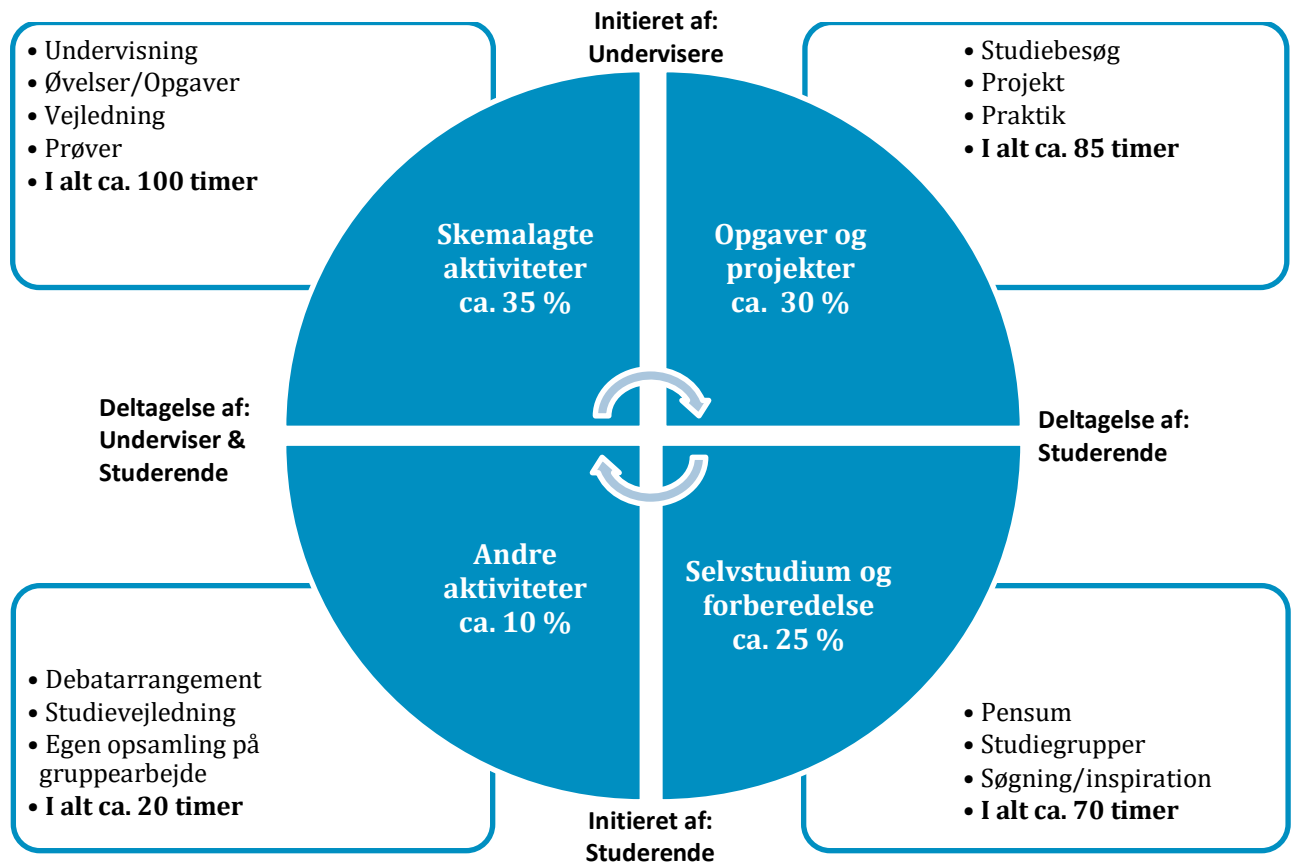 Initieret af:
Undervisere
• Undervisning
• Øvelser/Opgaver
• Vejledning
• Prøver
• I alt ca. 100 timer
• Studiebesøg
• Projekt
• Praktik
• I alt ca. 85 timer
Skemalagte
aktiviteter
ca. 35 %
Opgaver og
projekter
ca. 30 %
Deltagelse af:
Underviser &
Studerende
Deltagelse af:
Studerende
Andre
aktiviteter
ca. 10 %
Selvstudium og
forberedelse
ca. 25 %
• Debatarrangement
• Studievejledning
• Egen opsamling på
gruppearbejde
• I alt ca. 20 timer
• Pensum
• Studiegrupper
• Søgning/inspiration
• I alt ca. 70 timer
Initieret af:
Studerende